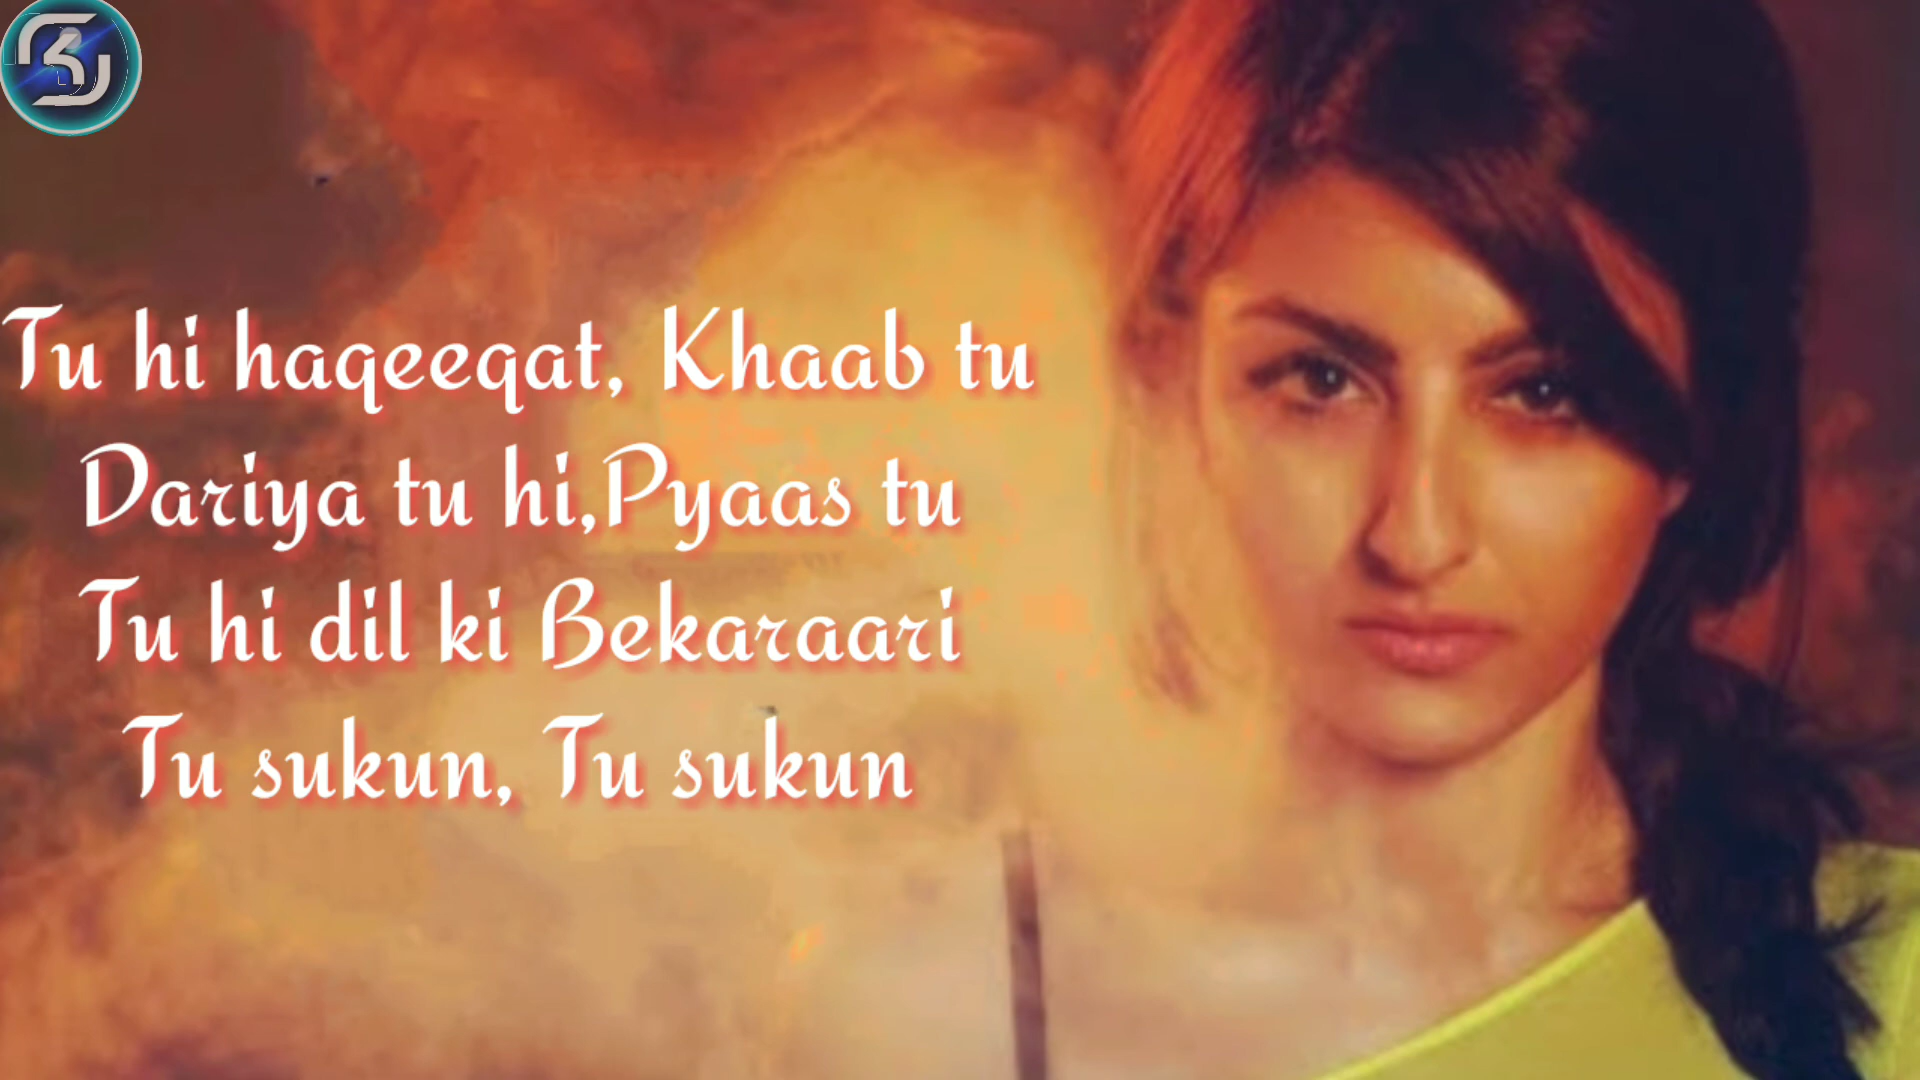 Tu hi haqeeqat, Khaab tu
Dariya tu hi,Pyaas tu
Tu hi dil ki Bekaraari
Tu sukun, Tu sukun